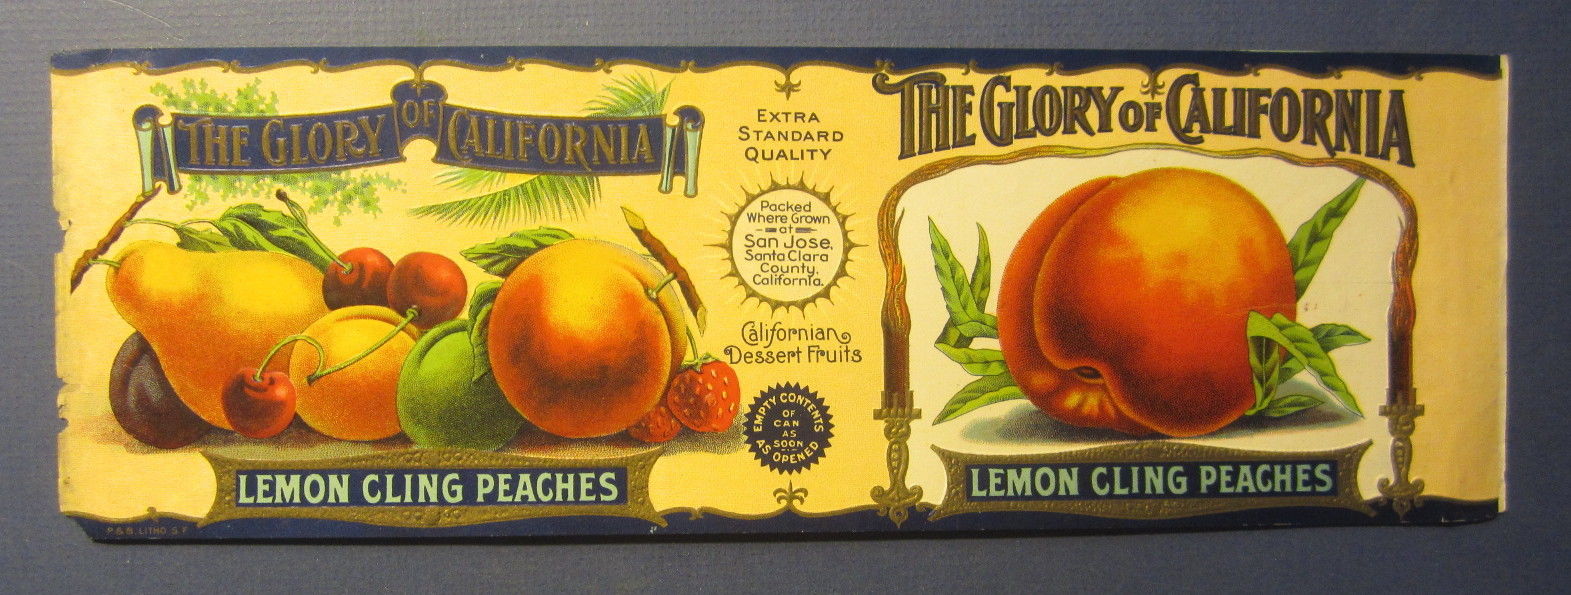 THE GLORY OF CALIFORNIA
LEMON CLING PEACHES
P & B. LITHO. S.F.
EXTRA
STANDARD
QUALITY
Packed
Where Grown
at
San Jose,
Santa Clara
County,
California.
Californian
Dessert Fruits
EMPTY CONTENTS
OF
CAN
AS
SOON
AS OPENED
THE GLORY OF CALIFORNIA
LEMON CLING PEACHES